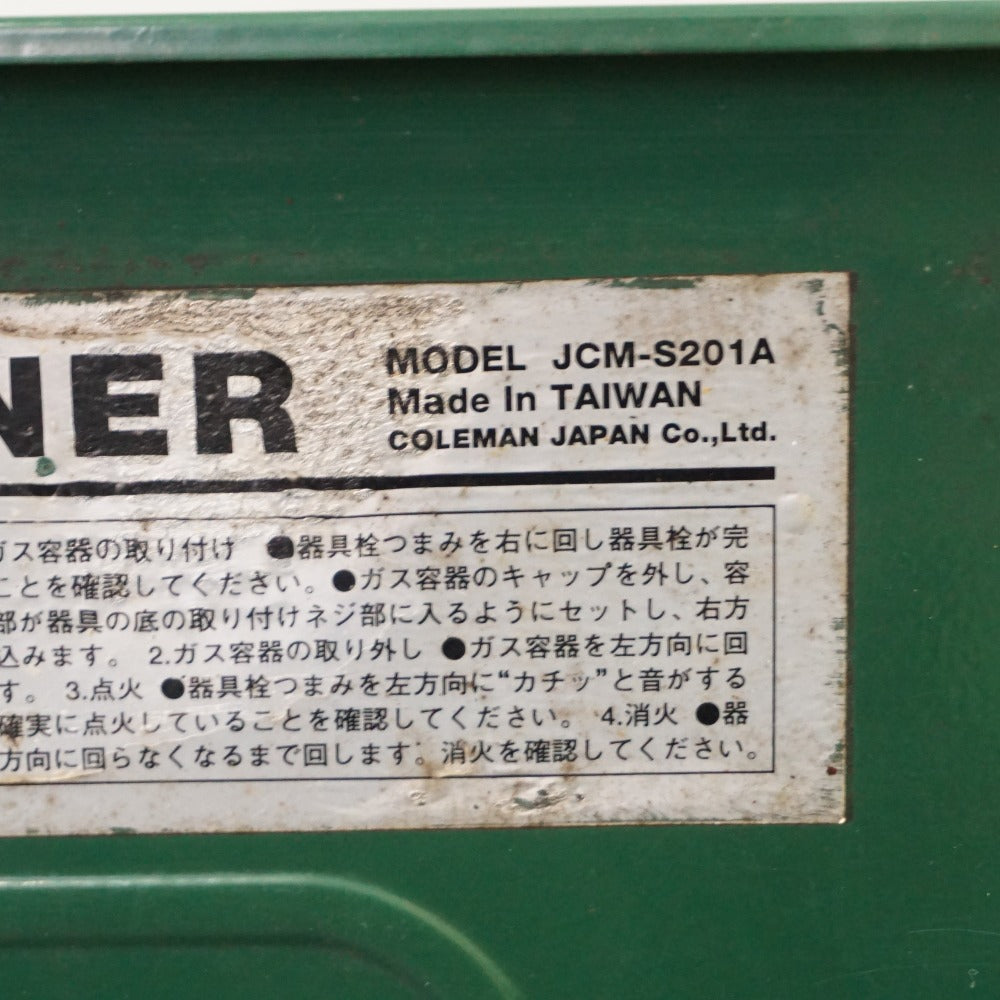 NER
MODEL JCM-S201A
Made In TAIWAN
COLEMAN JAPAN Co.,Ltd.
ガス容器の取り付け ●器具栓つまみを右に回し器具栓が完
ことを確認してください。●ガス容器のキャップを外し、容
部が器具の底の取り付けネジ部に入るようにセットし、右方
込みます。 2.ガス容器の取り外し ●ガス容器を左方向に回
す。 3.点火 ●器具栓つまみを左方向に“カチッ”と音がする
確実に点火していることを確認してください。 4.消火 ●器
方向に回らなくなるまで回します。消火を確認してください。